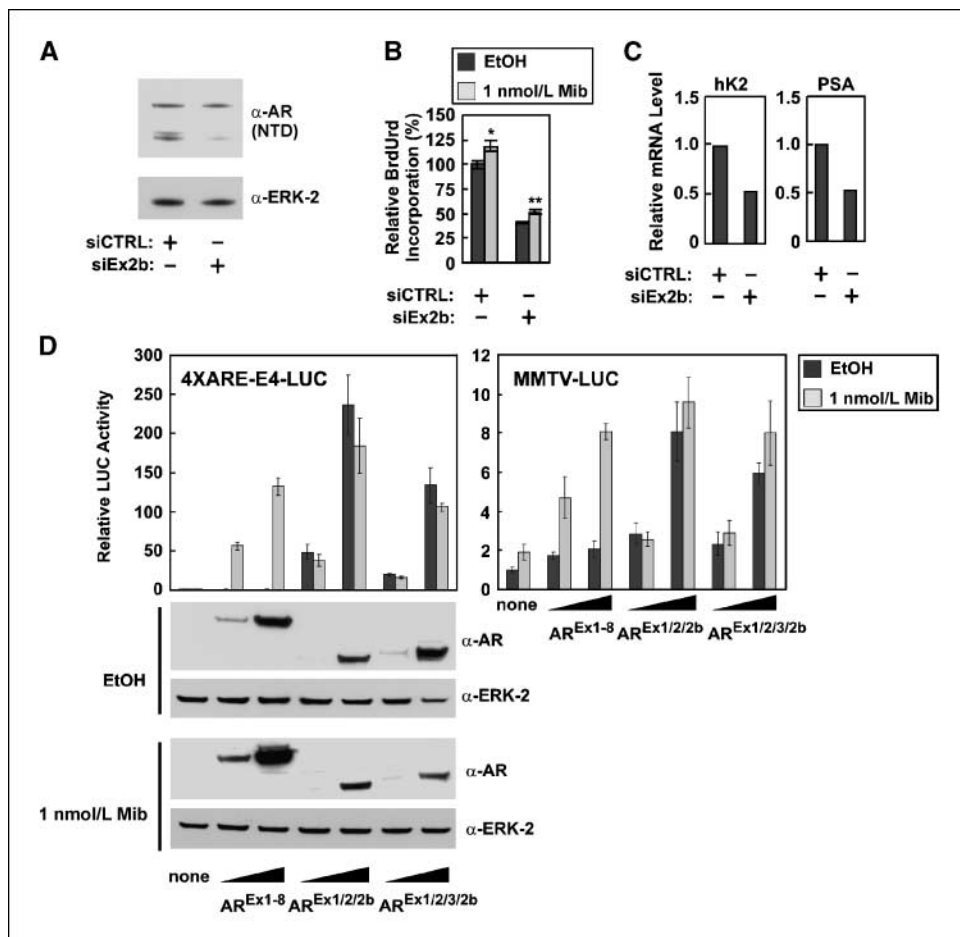 A
α-AR
(NTD)
α-ERK-2
siCTRL: + −
siEx2b: − +
B
EtOH
1 nmol/L Mib
Relative BrdUrd
Incorporation (%)
150
125
100
75
50
25
0
*
**
siCTRL: + −
siEx2b: − +
C
hK2 PSA
Relative mRNA Level
1.5
1.0
0.5
0
1.5
1.0
0.5
0
siCTRL: + − + −
siEx2b: − + − +
D
Relative LUC Activity
300
250
200
150
100
50
0
4XARE-E4-LUC
12
10
8
6
4
2
0
MMTV-LUC
EtOH
1 nmol/L Mib
none
AR^Ex1-8 AR^Ex1/2/2b AR^Ex1/2/3/2b
EtOH
α-AR
α-ERK-2
1 nmol/L Mib
α-AR
α-ERK-2
none
AR^Ex1-8 AR^Ex1/2/2b AR^Ex1/2/3/2b